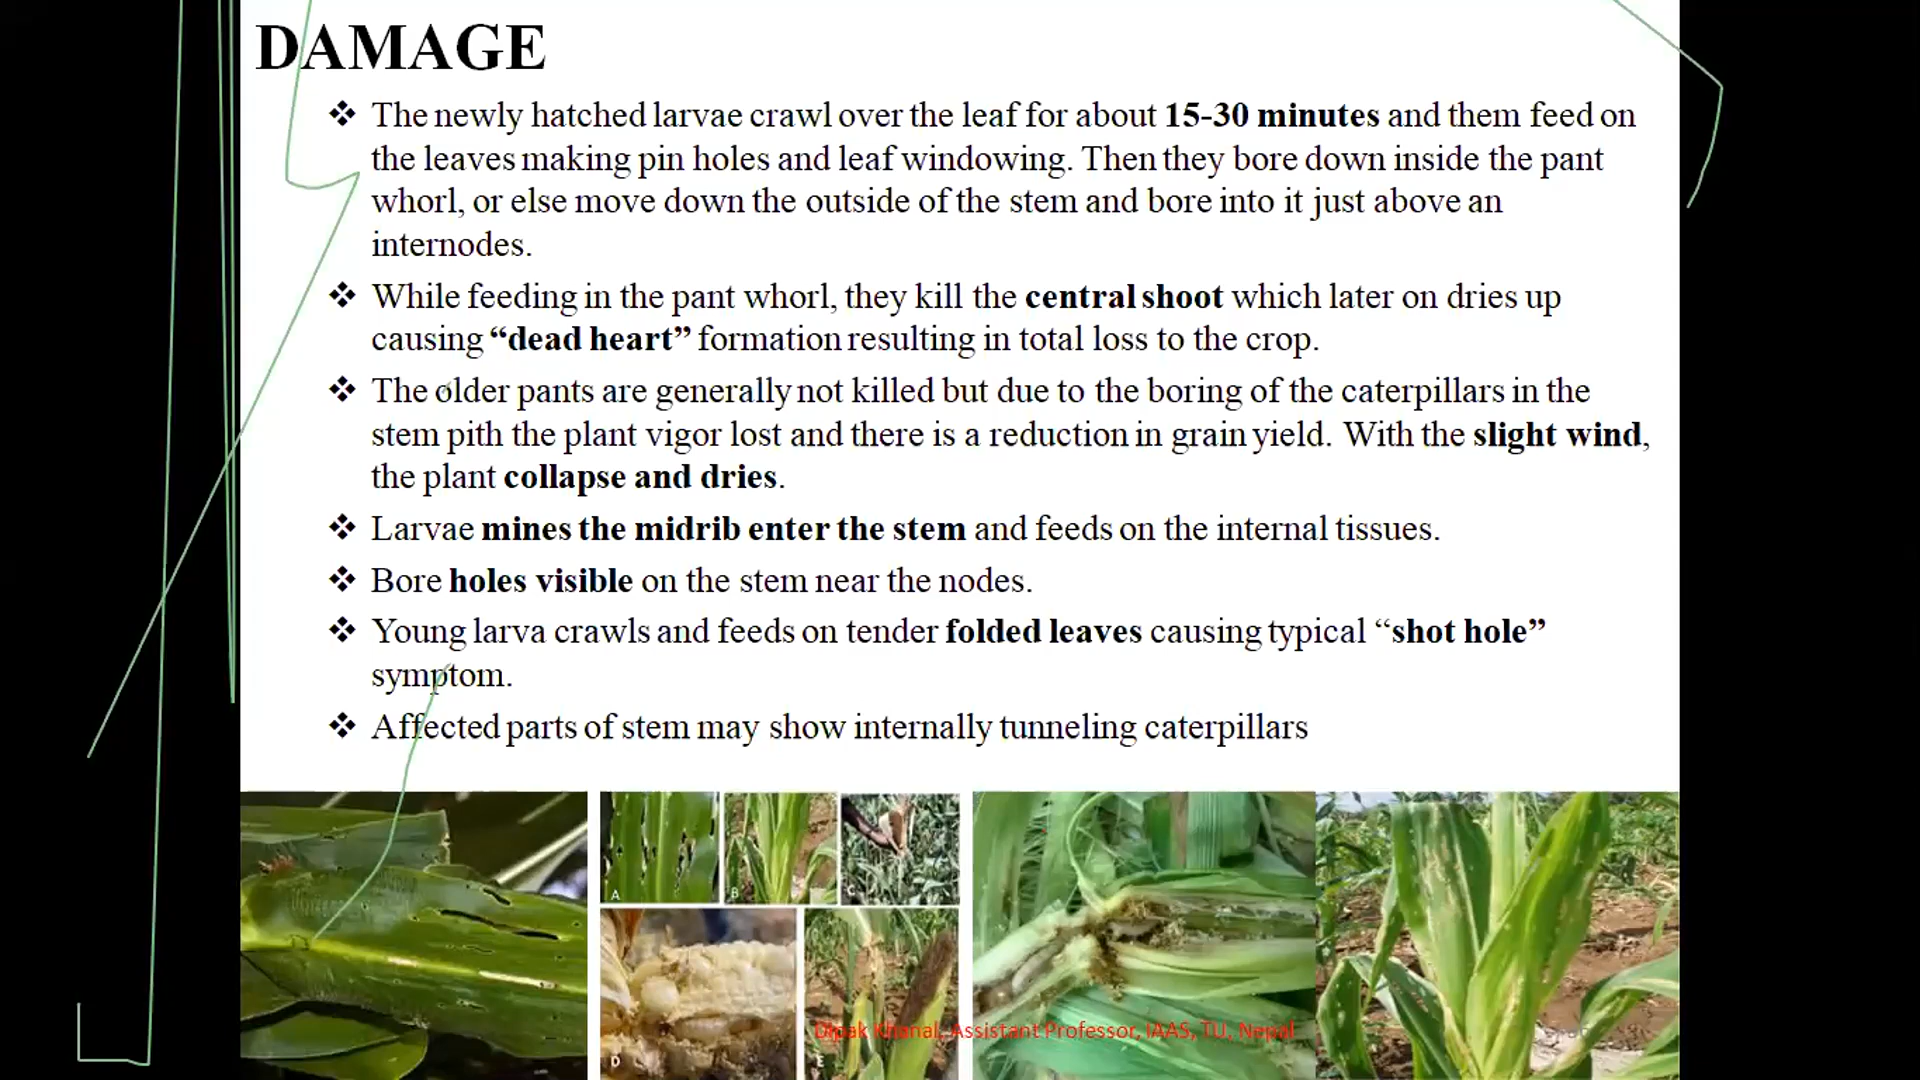 DAMAGE
❖ The newly hatched larvae crawl over the leaf for about 15-30 minutes and them feed on
the leaves making pin holes and leaf windowing. Then they bore down inside the pant
whorl, or else move down the outside of the stem and bore into it just above an
internodes.
❖ While feeding in the pant whorl, they kill the central shoot which later on dries up
causing “dead heart” formation resulting in total loss to the crop.
❖ The older pants are generally not killed but due to the boring of the caterpillars in the
stem pith the plant vigor lost and there is a reduction in grain yield. With the slight wind,
the plant collapse and dries.
❖ Larvae mines the midrib enter the stem and feeds on the internal tissues.
❖ Bore holes visible on the stem near the nodes.
❖ Young larva crawls and feeds on tender folded leaves causing typical “shot hole”
symptom.
❖ Affected parts of stem may show internally tunneling caterpillars
A
B
C
D
E
Dipak Khanal, Assistant Professor, IAAS, TU, Nepal